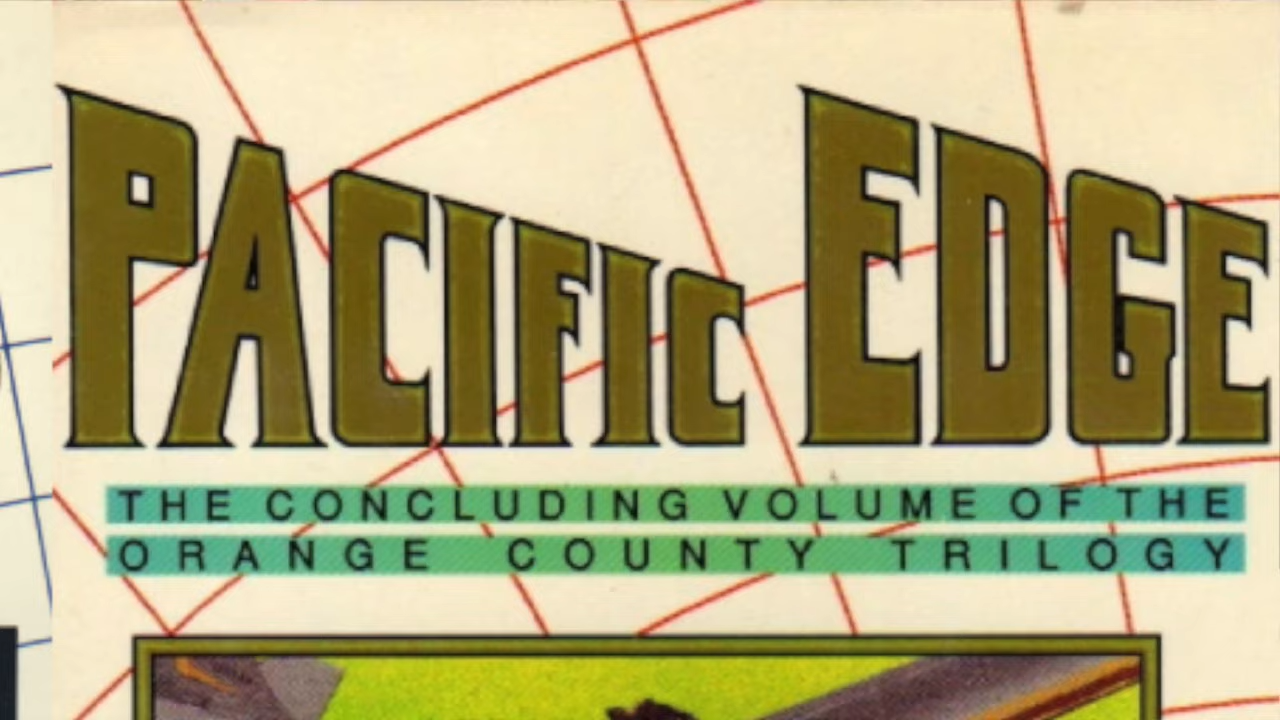 PACIFIC EDGE
THE CONCLUDING VOLUME OF THE
ORANGE COUNTY TRILOGY